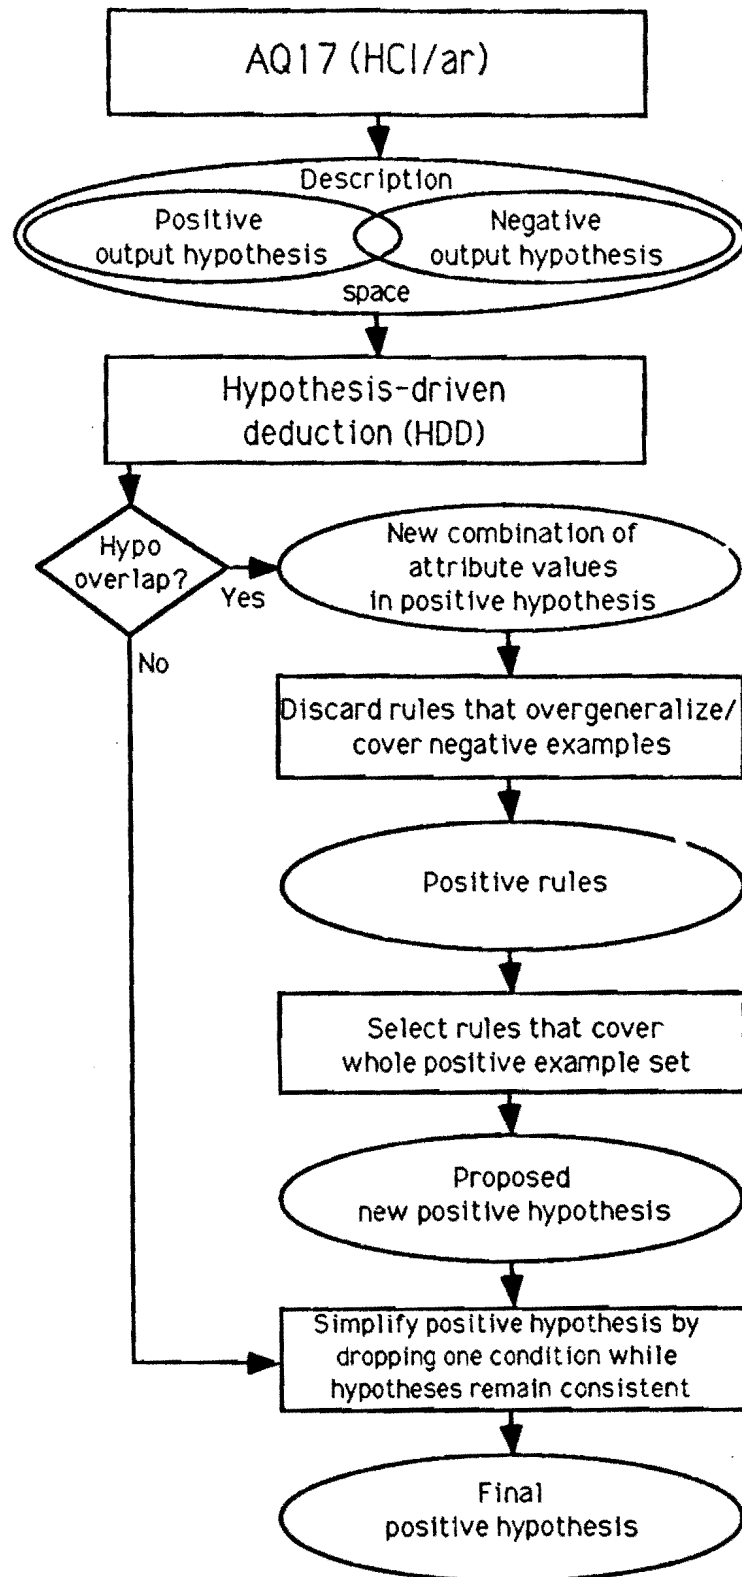 AQ17 (HCI/ar)
Description
Positive
output hypothesis
Negative
output hypothesis
space
Hypothesis-driven
deduction (HDD)
Hypo
overlap?
Yes
No
New combination of
attribute values
in positive hypothesis
Discard rules that overgeneralize/
cover negative examples
Positive rules
Select rules that cover
whole positive example set
Proposed
new positive hypothesis
Simplify positive hypothesis by
dropping one condition while
hypotheses remain consistent
Final
positive hypothesis